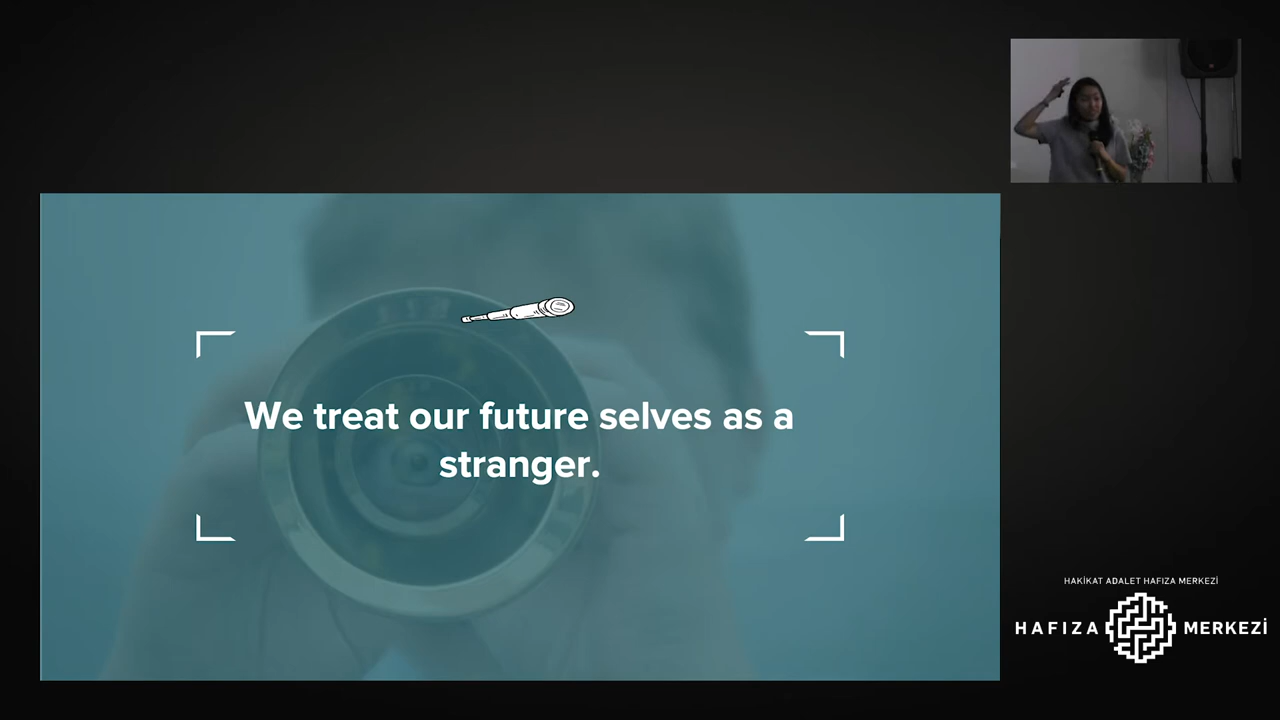 We treat our future selves as a
stranger.
HAKİKAT ADALET HAFIZA MERKEZİ
HAFIZA MERKEZİ